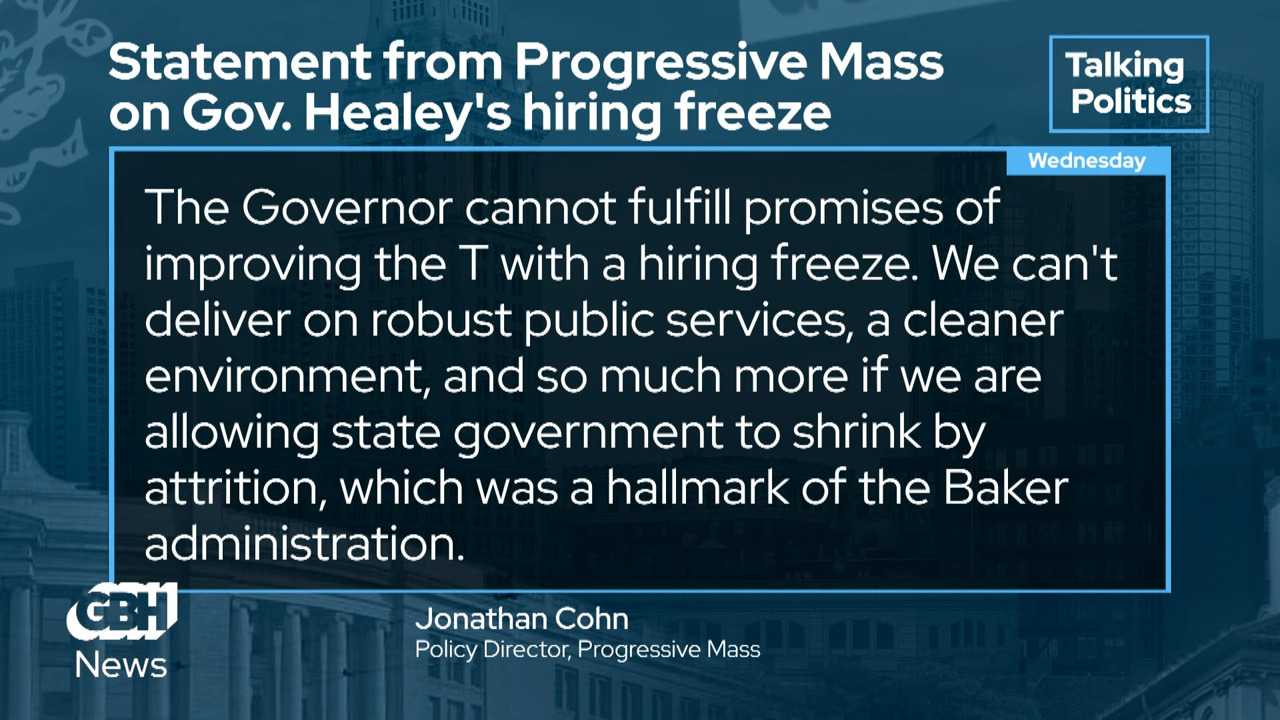 Statement from Progressive Mass
on Gov. Healey's hiring freeze
Talking
Politics
Wednesday
The Governor cannot fulfill promises of
improving the T with a hiring freeze. We can't
deliver on robust public services, a cleaner
environment, and so much more if we are
allowing state government to shrink by
attrition, which was a hallmark of the Baker
administration.
GBH
News
Jonathan Cohn
Policy Director, Progressive Mass